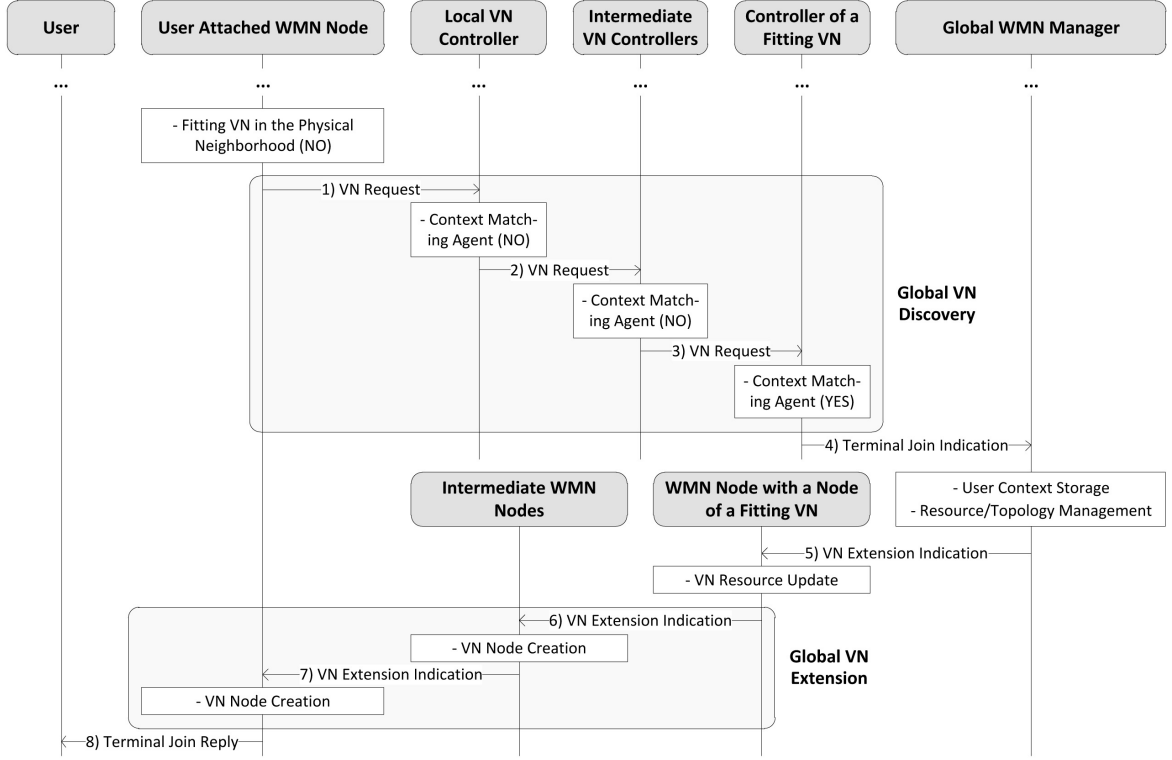 User
User Attached WMN Node
Local VN
Controller
Intermediate
VN Controllers
Controller of a
Fitting VN
Global WMN Manager
...
...
...
...
...
...
- Fitting VN in the Physical
Neighborhood (NO)
1) VN Request
- Context Match-
ing Agent (NO)
2) VN Request
- Context Match-
ing Agent (NO)
Global VN
Discovery
3) VN Request
- Context Match-
ing Agent (YES)
4) Terminal Join Indication
Intermediate WMN
Nodes
WMN Node with a Node
of a Fitting VN
- User Context Storage
- Resource/Topology Management
5) VN Extension Indication
- VN Resource Update
6) VN Extension Indication
- VN Node Creation
Global VN
Extension
7) VN Extension Indication
- VN Node Creation
8) Terminal Join Reply